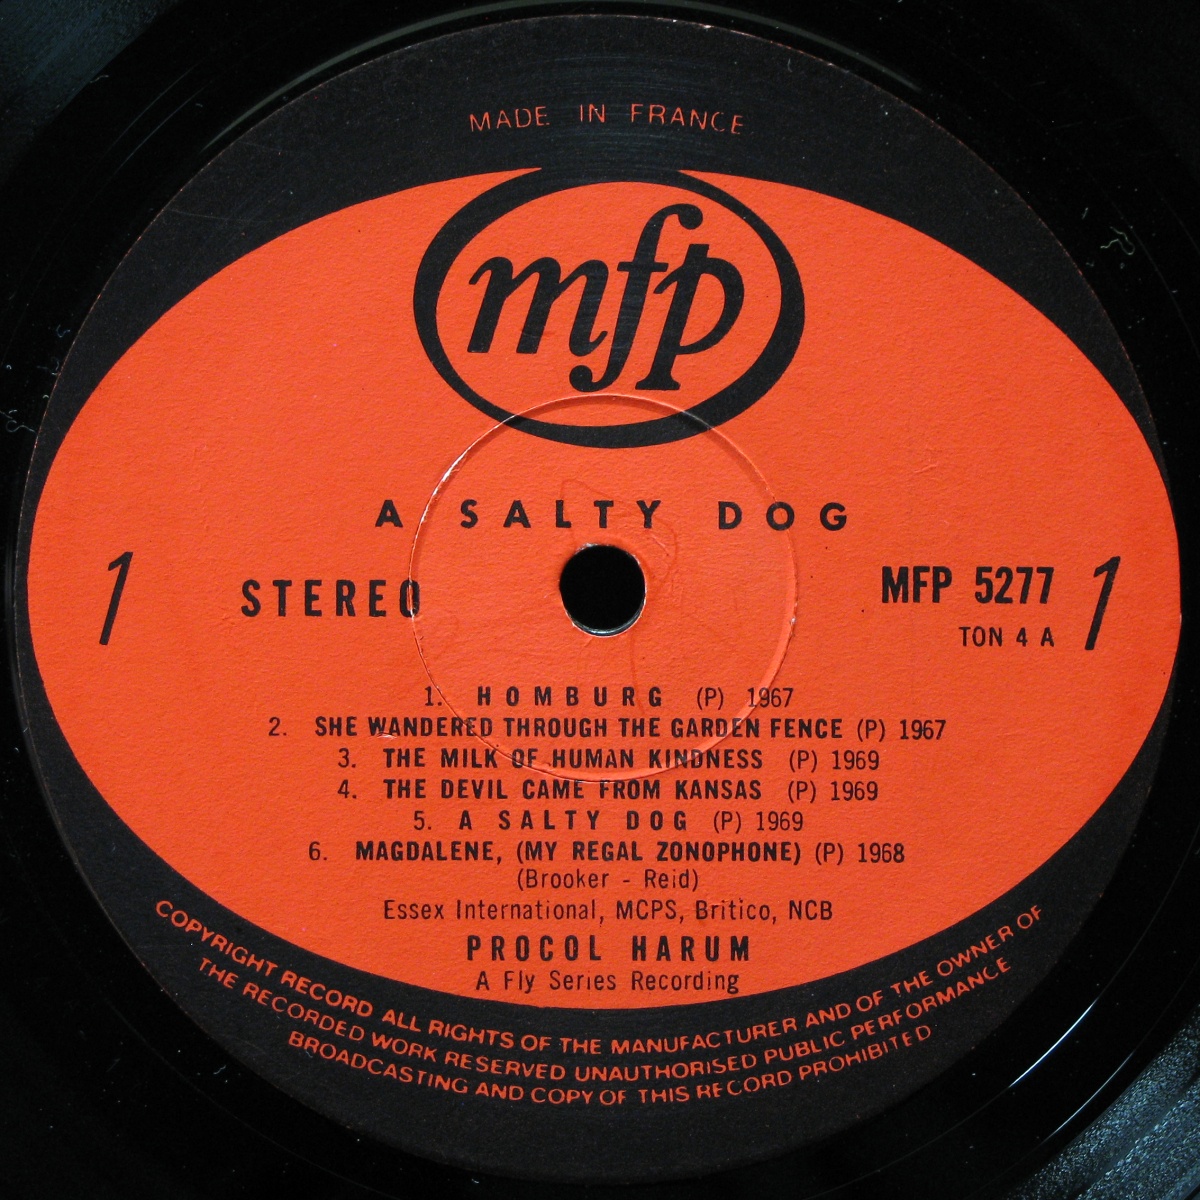 MADE IN FRANCE
mfp
A SALTY DOG
1 STEREO MFP 5277 1
TON 4 A
1. HOMBURG (P) 1967
2. SHE WANDERED THROUGH THE GARDEN FENCE (P) 1967
3. THE MILK OF HUMAN KINDNESS (P) 1969
4. THE DEVIL CAME FROM KANSAS (P) 1969
5. A SALTY DOG (P) 1969
6. MAGDALENE, (MY REGAL ZONOPHONE) (P) 1968
(Brooker - Reid)
Essex International, MCPS, Britico, NCB
PROCOL HARUM
A Fly Series Recording
COPYRIGHT RECORD ALL RIGHTS OF THE MANUFACTURER AND OF THE OWNER OF
THE RECORDED WORK RESERVED UNAUTHORISED PUBLIC PERFORMANCE
BROADCASTING AND COPY OF THIS RECORD PROHIBITED